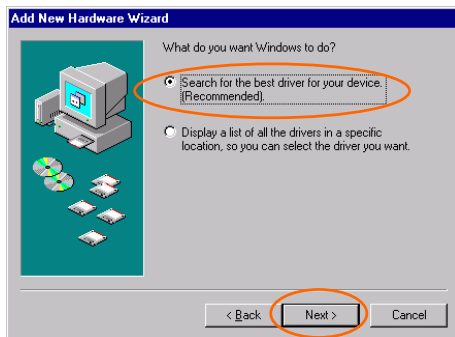 Add New Hardware Wizard
What do you want Windows to do?
Search for the best driver for your device.
(Recommended).
Display a list of all the drivers in a specific
location, so you can select the driver you want.
< Back
Next >
Cancel